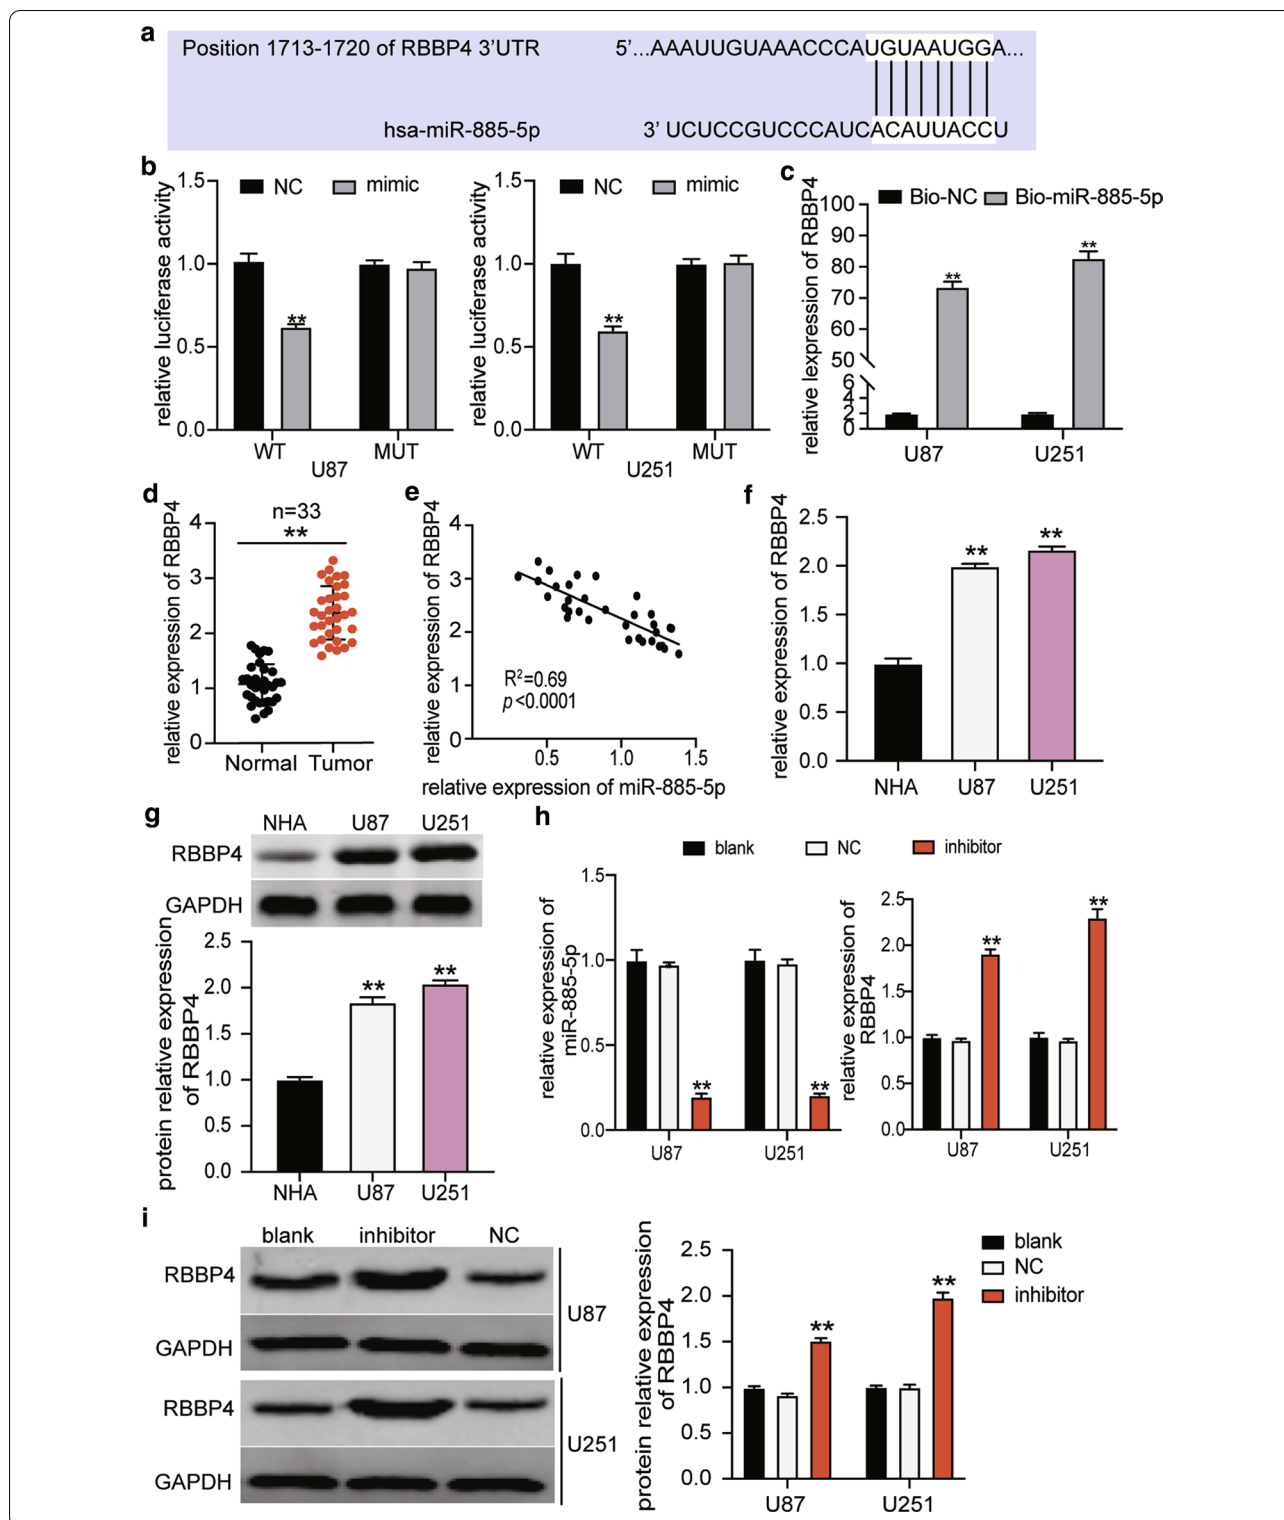 a
Position 1713-1720 of RBBP4 3'UTR 5'...AAAUUGUAAACCCAUGUAAUGGA...
hsa-miR-885-5p 3' UCUCCGUCCCAUCACAUUACCU
b
relative luciferase activity
NC mimic
1.5
1.0
0.5
0.0
**
WT MUT
U87
relative luciferase activity
NC mimic
1.5
1.0
0.5
0.0
**
WT MUT
U251
c
relative lexpression of RBBP4
Bio-NC Bio-miR-885-5p
100
90
80
70
60
50
6
4
2
0
** **
U87 U251
d
relative expression of RBBP4
n=33
**
4
3
2
1
0
Normal Tumor
e
relative expression of RBBP4
4
3
2
1
0
R²=0.69
p<0.0001
0.5 1.0 1.5
relative expression of miR-885-5p
f
relative expression of RBBP4
2.5
2.0
1.5
1.0
0.5
0.0
** **
NHA U87 U251
g
NHA U87 U251
RBBP4
GAPDH
protein relative expression
of RBBP4
2.5
2.0
1.5
1.0
0.5
0.0
** **
NHA U87 U251
h
blank NC inhibitor
relative expression of
miR-885-5p
1.5
1.0
0.5
0.0
** **
U87 U251
relative expression of
RBBP4
2.5
2.0
1.5
1.0
0.5
0.0
** **
U87 U251
i
blank inhibitor NC
RBBP4
GAPDH
U87
RBBP4
GAPDH
U251
protein relative expression
of RBBP4
2.5
2.0
1.5
1.0
0.5
0.0
** **
U87 U251
blank
NC
inhibitor